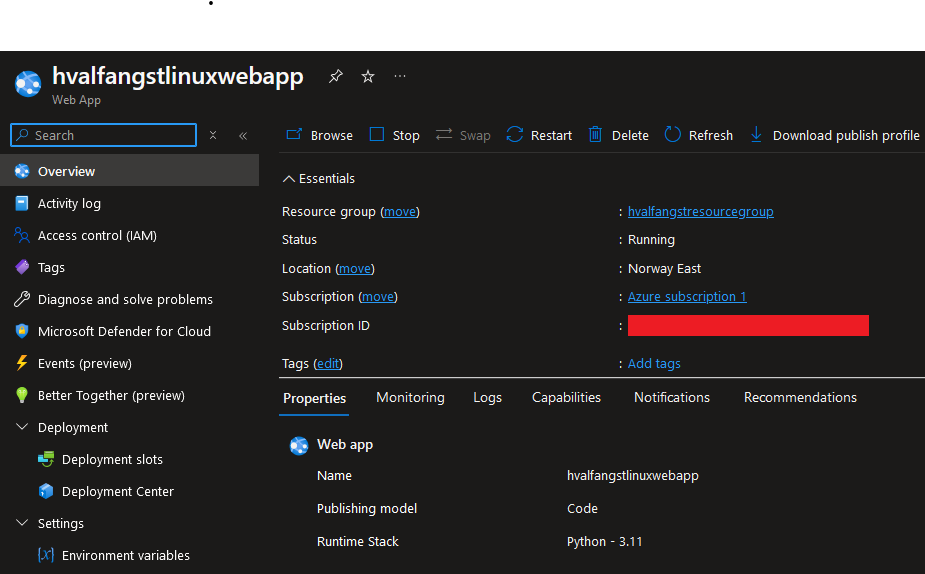 hvalfangstlinuxwebapp
Web App
Search
Browse Stop Swap Restart Delete Refresh Download publish profile
Overview
Activity log
Access control (IAM)
Tags
Diagnose and solve problems
Microsoft Defender for Cloud
Events (preview)
Better Together (preview)
Deployment
Deployment slots
Deployment Center
Settings
Environment variables
Essentials
Resource group (move) : hvalfangstresourcegroup
Status : Running
Location (move) : Norway East
Subscription (move) : Azure subscription 1
Subscription ID :
Tags (edit) : Add tags
Properties Monitoring Logs Capabilities Notifications Recommendations
Web app
Name hvalfangstlinuxwebapp
Publishing model Code
Runtime Stack Python - 3.11